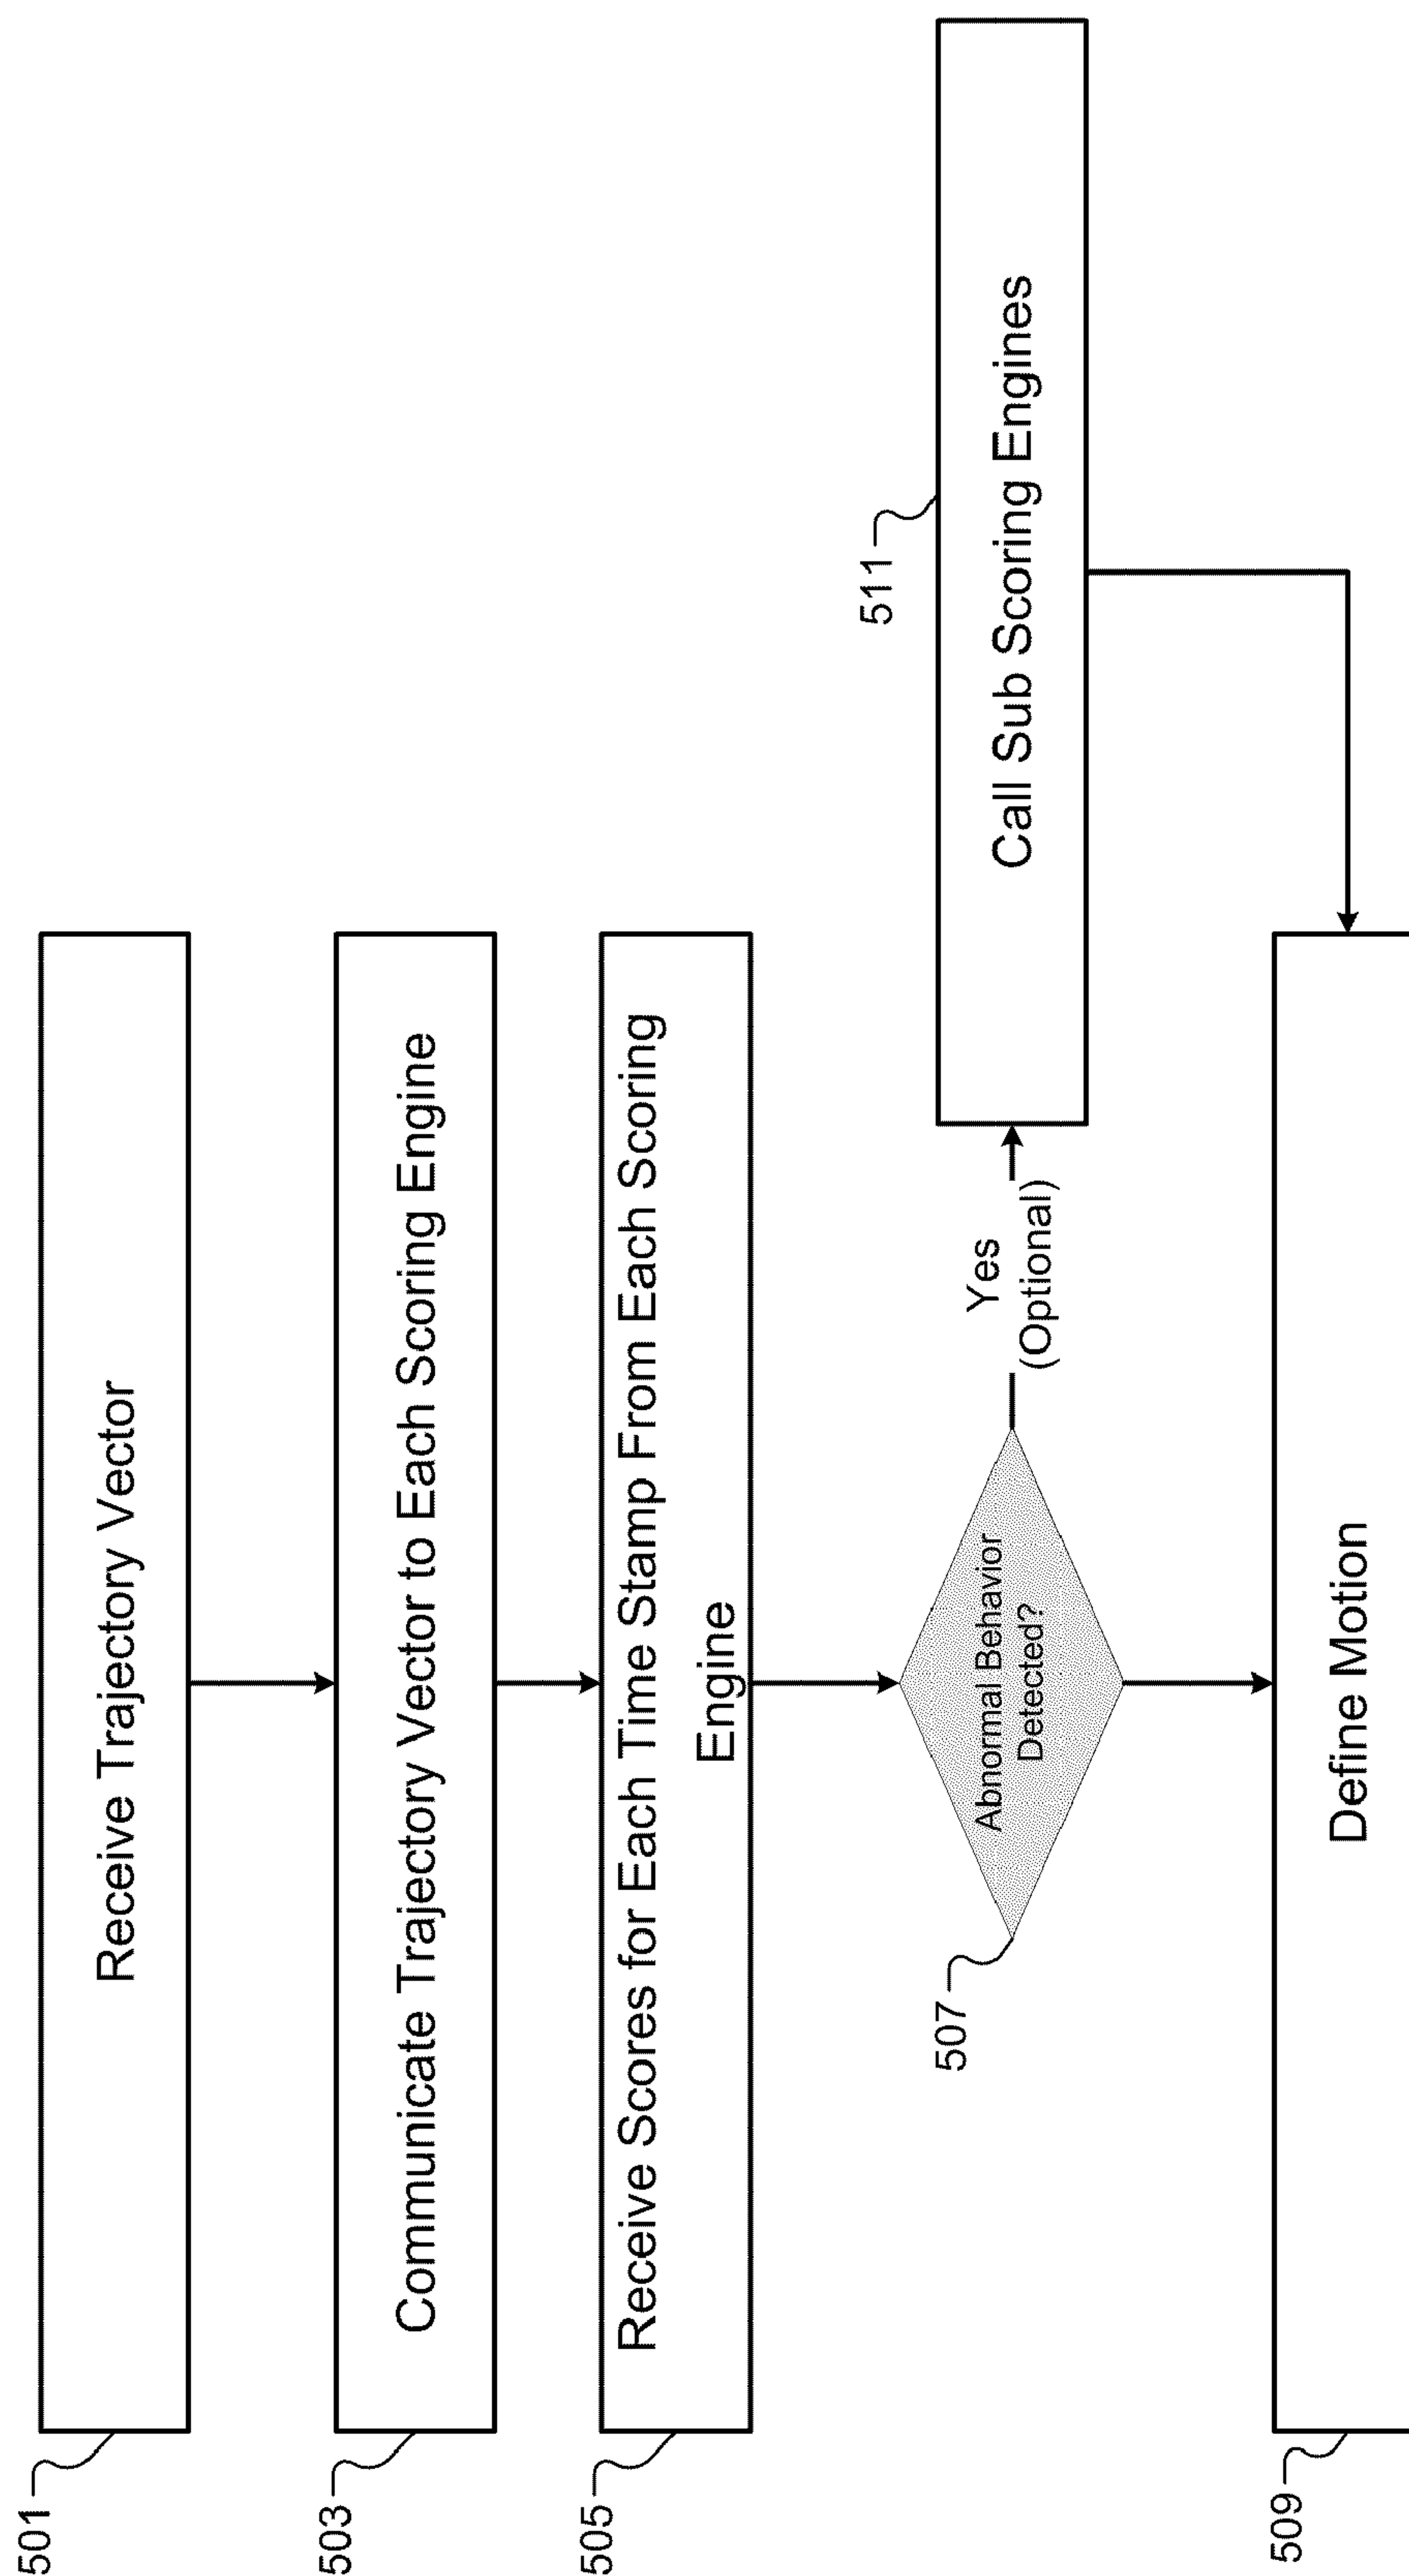 501
Receive Trajectory Vector
503
Communicate Trajectory Vector to Each Scoring Engine
505
Receive Scores for Each Time Stamp From Each Scoring
Engine
507
Abnormal Behavior
Detected?
Yes
(Optional)
511
Call Sub Scoring Engines
509
Define Motion